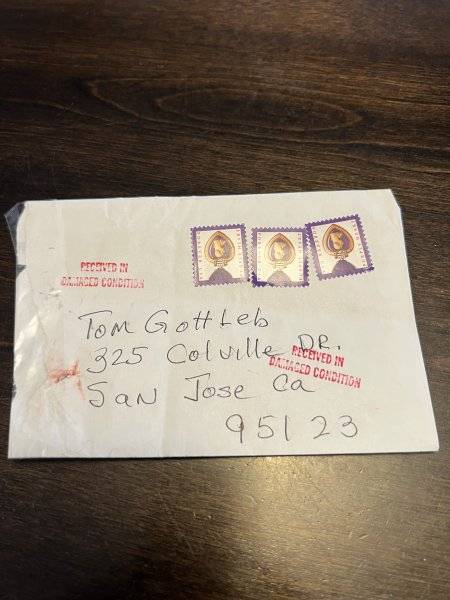 RECEIVED IN
DAMAGED CONDITION
Tom Gottleb
325 Colville DR.
RECEIVED IN
DAMAGED CONDITION
San Jose Ca
95123